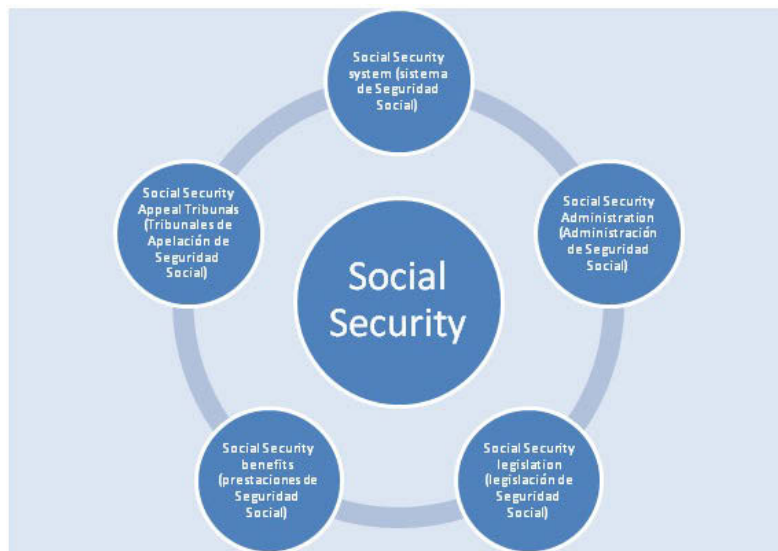 Social Security
system (sistema
de Seguridad
Social)
Social Security
Administration
(Administración
de Seguridad
Social)
Social Security
legislation
(legislación de
Seguridad
Social)
Social Security
benefits
(prestaciones de
Seguridad
Social)
Social Security
Appeal Tribunals
(Tribunales de
Apelación de
Seguridad
Social)
Social
Security